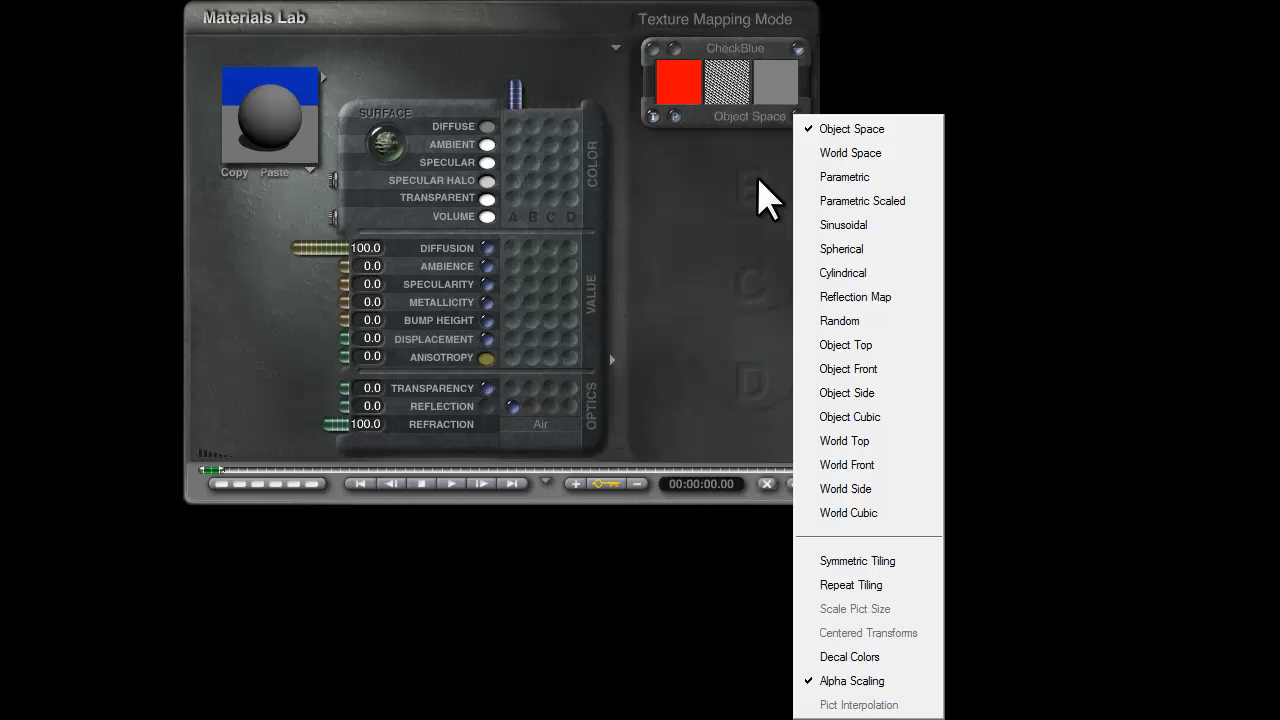 Materials Lab
Texture Mapping Mode
CheckBlue
Object Space
Copy Paste
SURFACE
DIFFUSE
AMBIENT
SPECULAR
SPECULAR HALO
TRANSPARENT
VOLUME
A B C D
COLOR
100.0 DIFFUSION
0.0 AMBIENCE
0.0 SPECULARITY
0.0 METALLICITY
0.0 BUMP HEIGHT
0.0 DISPLACEMENT
0.0 ANISOTROPY
VALUE
0.0 TRANSPARENCY
0.0 REFLECTION
100.0 REFRACTION
Air
OPTICS
C
D
00:00:00.00
Object Space
World Space
Parametric
Parametric Scaled
Sinusoidal
Spherical
Cylindrical
Reflection Map
Random
Object Top
Object Front
Object Side
Object Cubic
World Top
World Front
World Side
World Cubic
Symmetric Tiling
Repeat Tiling
Scale Pict Size
Centered Transforms
Decal Colors
Alpha Scaling
Pict Interpolation